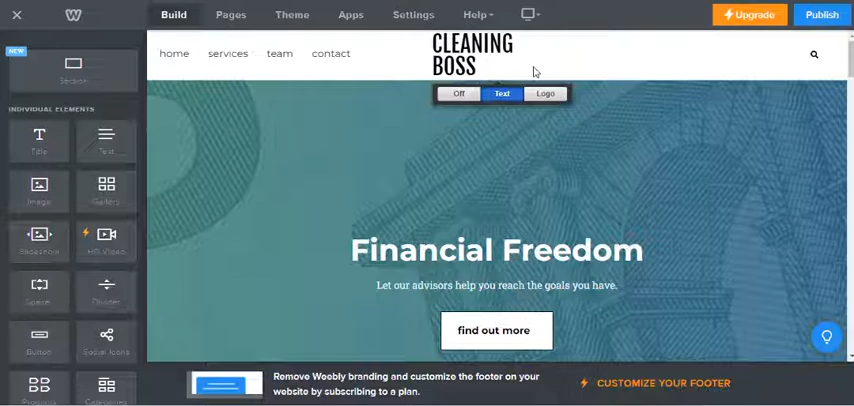 Build Pages Theme Apps Settings Help Upgrade Publish
home services team contact
CLEANING
BOSS
Off Text Logo
NEW
Section
INDIVIDUAL ELEMENTS
Title Text
Image Gallery
Slideshow HD Video
Space Divider
Button Social Icons
Products Categories
Financial Freedom
Let our advisors help you reach the goals you have.
find out more
Remove Weebly branding and customize the footer on your
website by subscribing to a plan.
CUSTOMIZE YOUR FOOTER